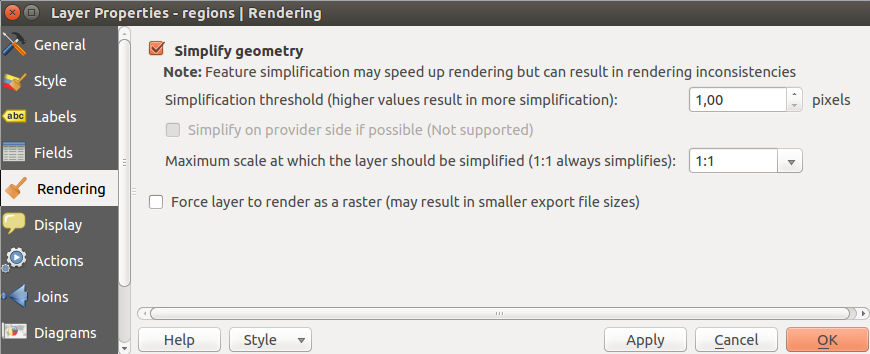 Layer Properties - regions | Rendering
General
Style
Labels
Fields
Rendering
Display
Actions
Joins
Diagrams
Simplify geometry
Note: Feature simplification may speed up rendering but can result in rendering inconsistencies
Simplification threshold (higher values result in more simplification): 1,00 pixels
Simplify on provider side if possible (Not supported)
Maximum scale at which the layer should be simplified (1:1 always simplifies): 1:1
Force layer to render as a raster (may result in smaller export file sizes)
Help Style Apply Cancel OK
abc